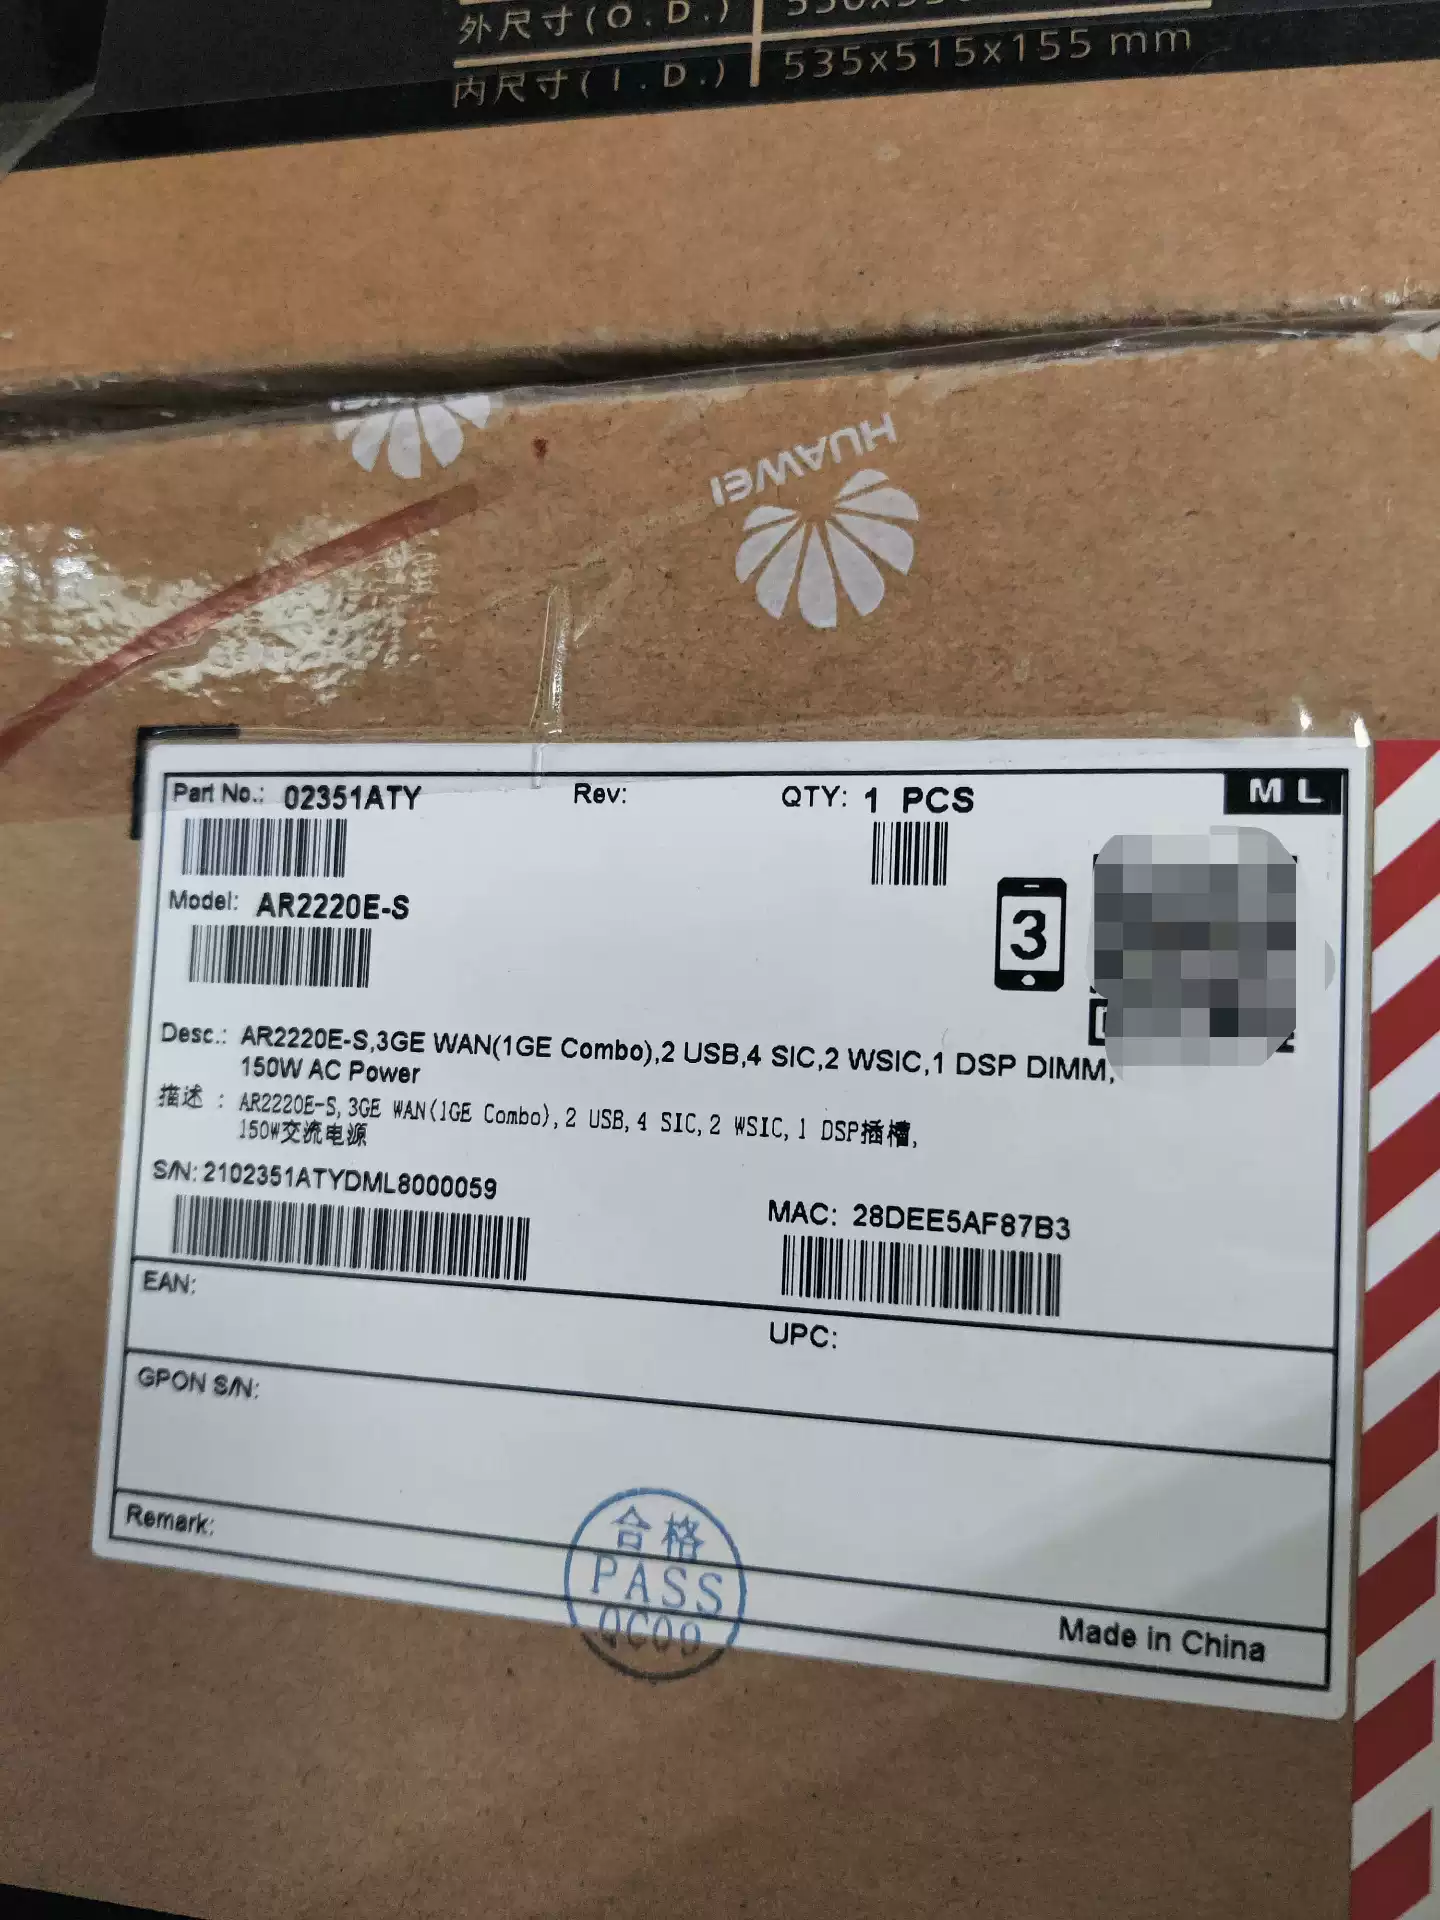 外尺寸(O.D.)
内尺寸(I.D.) 535x515x155 mm
HUAWEI
Part No.: 02351ATY Rev: QTY: 1 PCS ML
Model: AR2220E-S
3
Desc.: AR2220E-S,3GE WAN(1GE Combo),2 USB,4 SIC,2 WSIC,1 DSP DIMM,
150W AC Power
描述 : AR2220E-S,3GE WAN(1GE Combo),2 USB,4 SIC,2 WSIC,1 DSP插槽,
150W交流电源
S/N: 2102351ATYDML8000059
MAC: 28DEE5AF87B3
EAN:
UPC:
GPON S/N:
Remark:
合格
PASS
QC00
Made in China